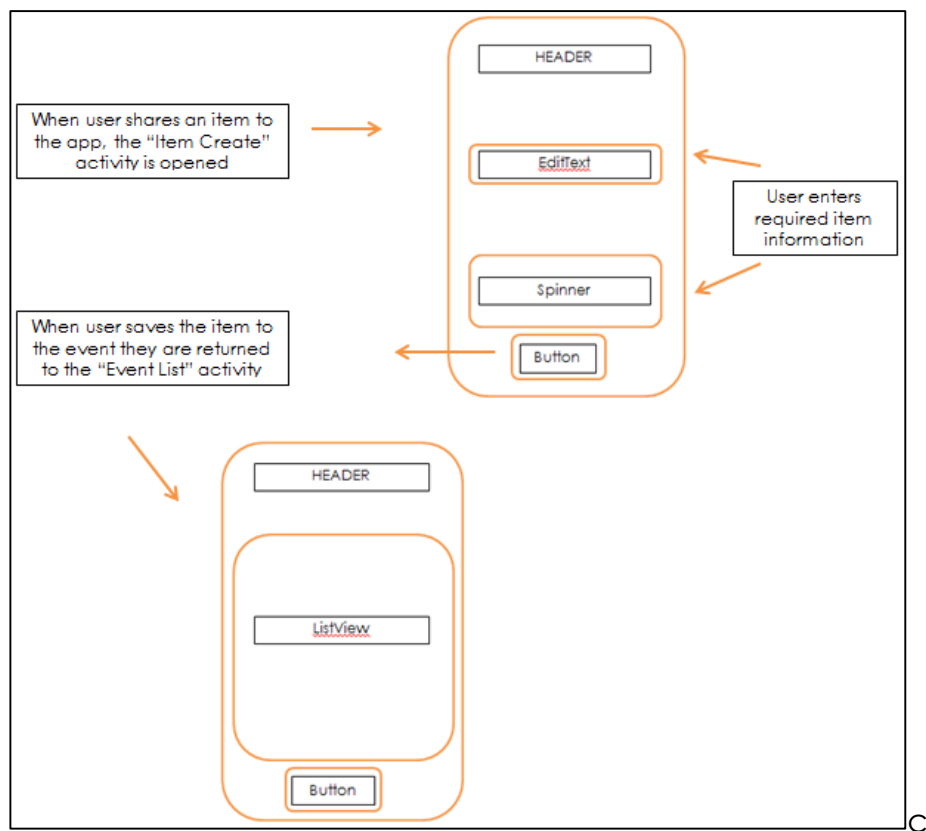 HEADER
When user shares an item to
the app, the “Item Create”
activity is opened
EditText
User enters
required item
information
Spinner
When user saves the item to
the event they are returned
to the “Event List” activity
Button
HEADER
ListView
Button
C